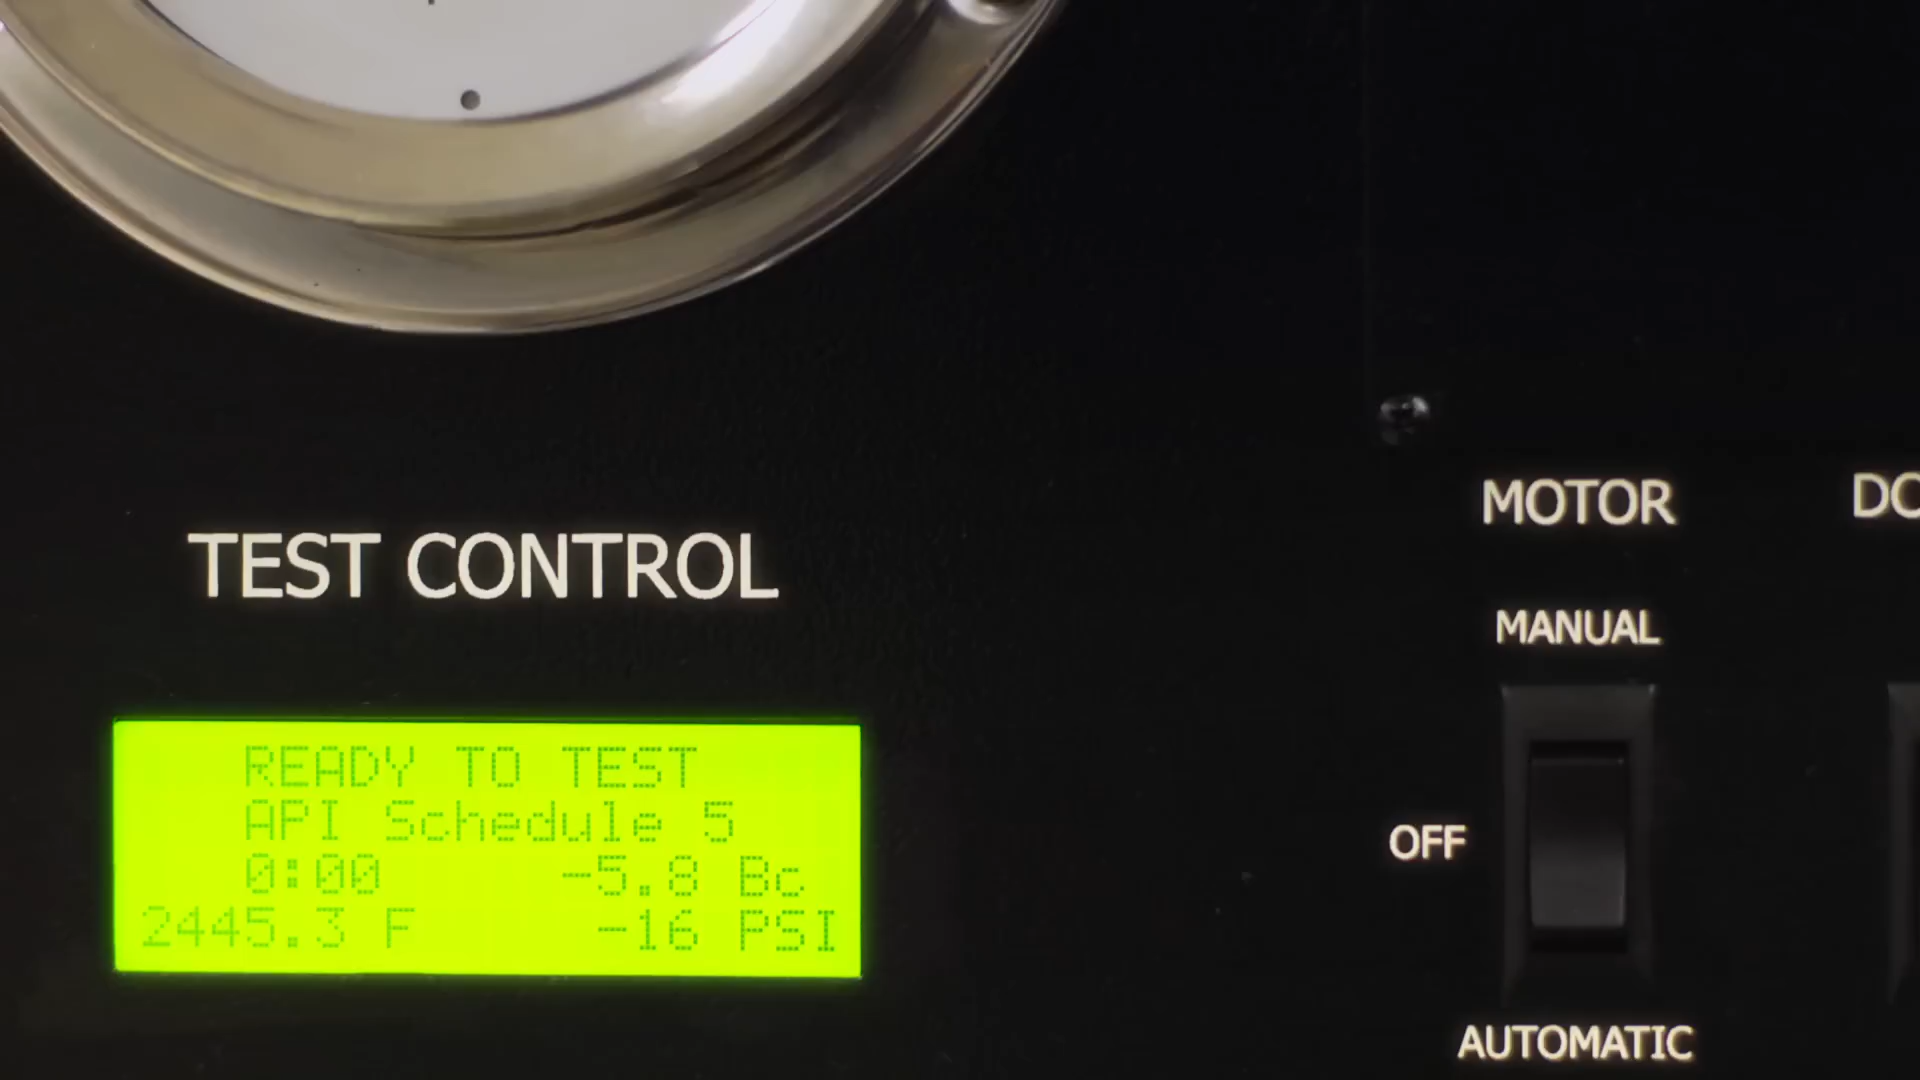 TEST CONTROL
READY TO TEST
API Schedule 5
0:00 -5.8 Bc
2445.3 F -16 PSI
MOTOR
MANUAL
OFF
AUTOMATIC